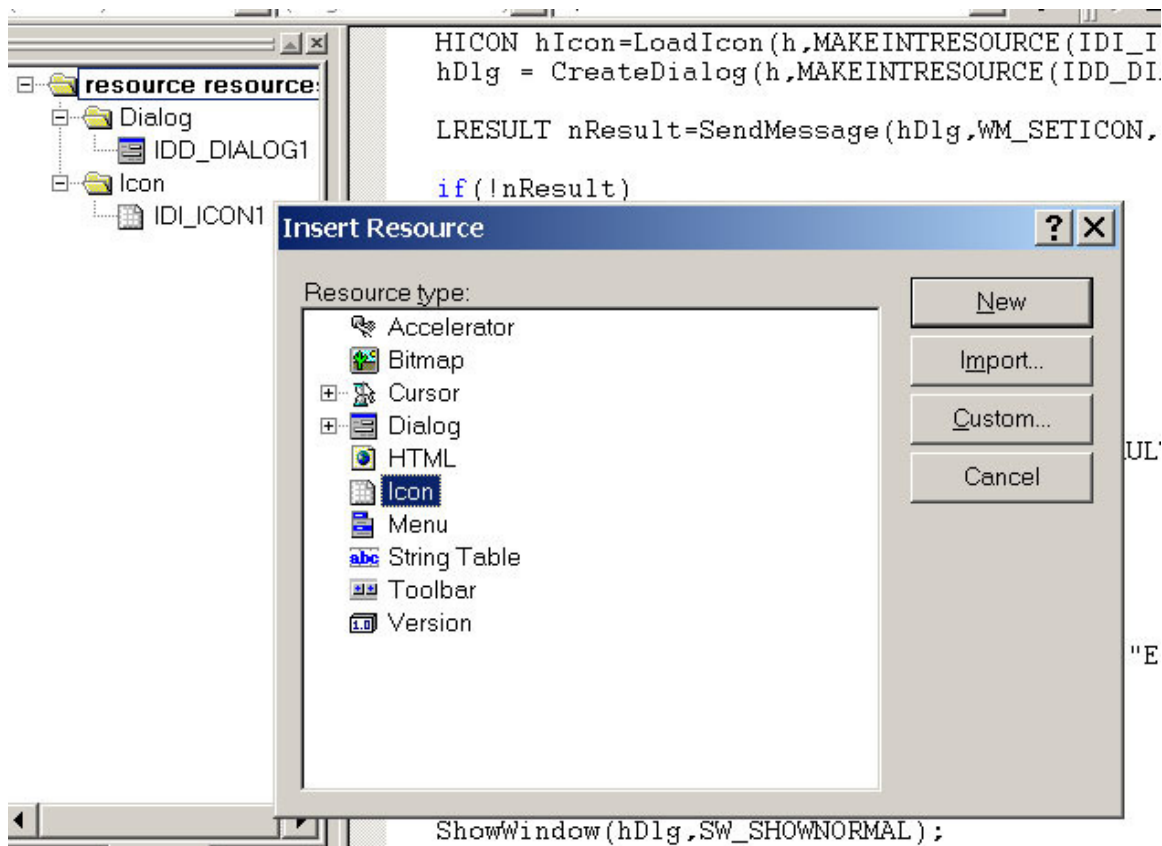 resource resource
Dialog
IDD_DIALOG1
Icon
IDI_ICON1
HICON hIcon=LoadIcon(h,MAKEINTRESOURCE(IDI_I
hDlg = CreateDialog(h,MAKEINTRESOURCE(IDD_DI
LRESULT nResult=SendMessage(hDlg,WM_SETICON,
if(!nResult)
Insert Resource
Resource type:
Accelerator
Bitmap
Cursor
Dialog
HTML
Icon
Menu
String Table
Toolbar
Version
New
Import...
Custom...
Cancel
UL
"E
ShowWindow(hDlg,SW_SHOWNORMAL);